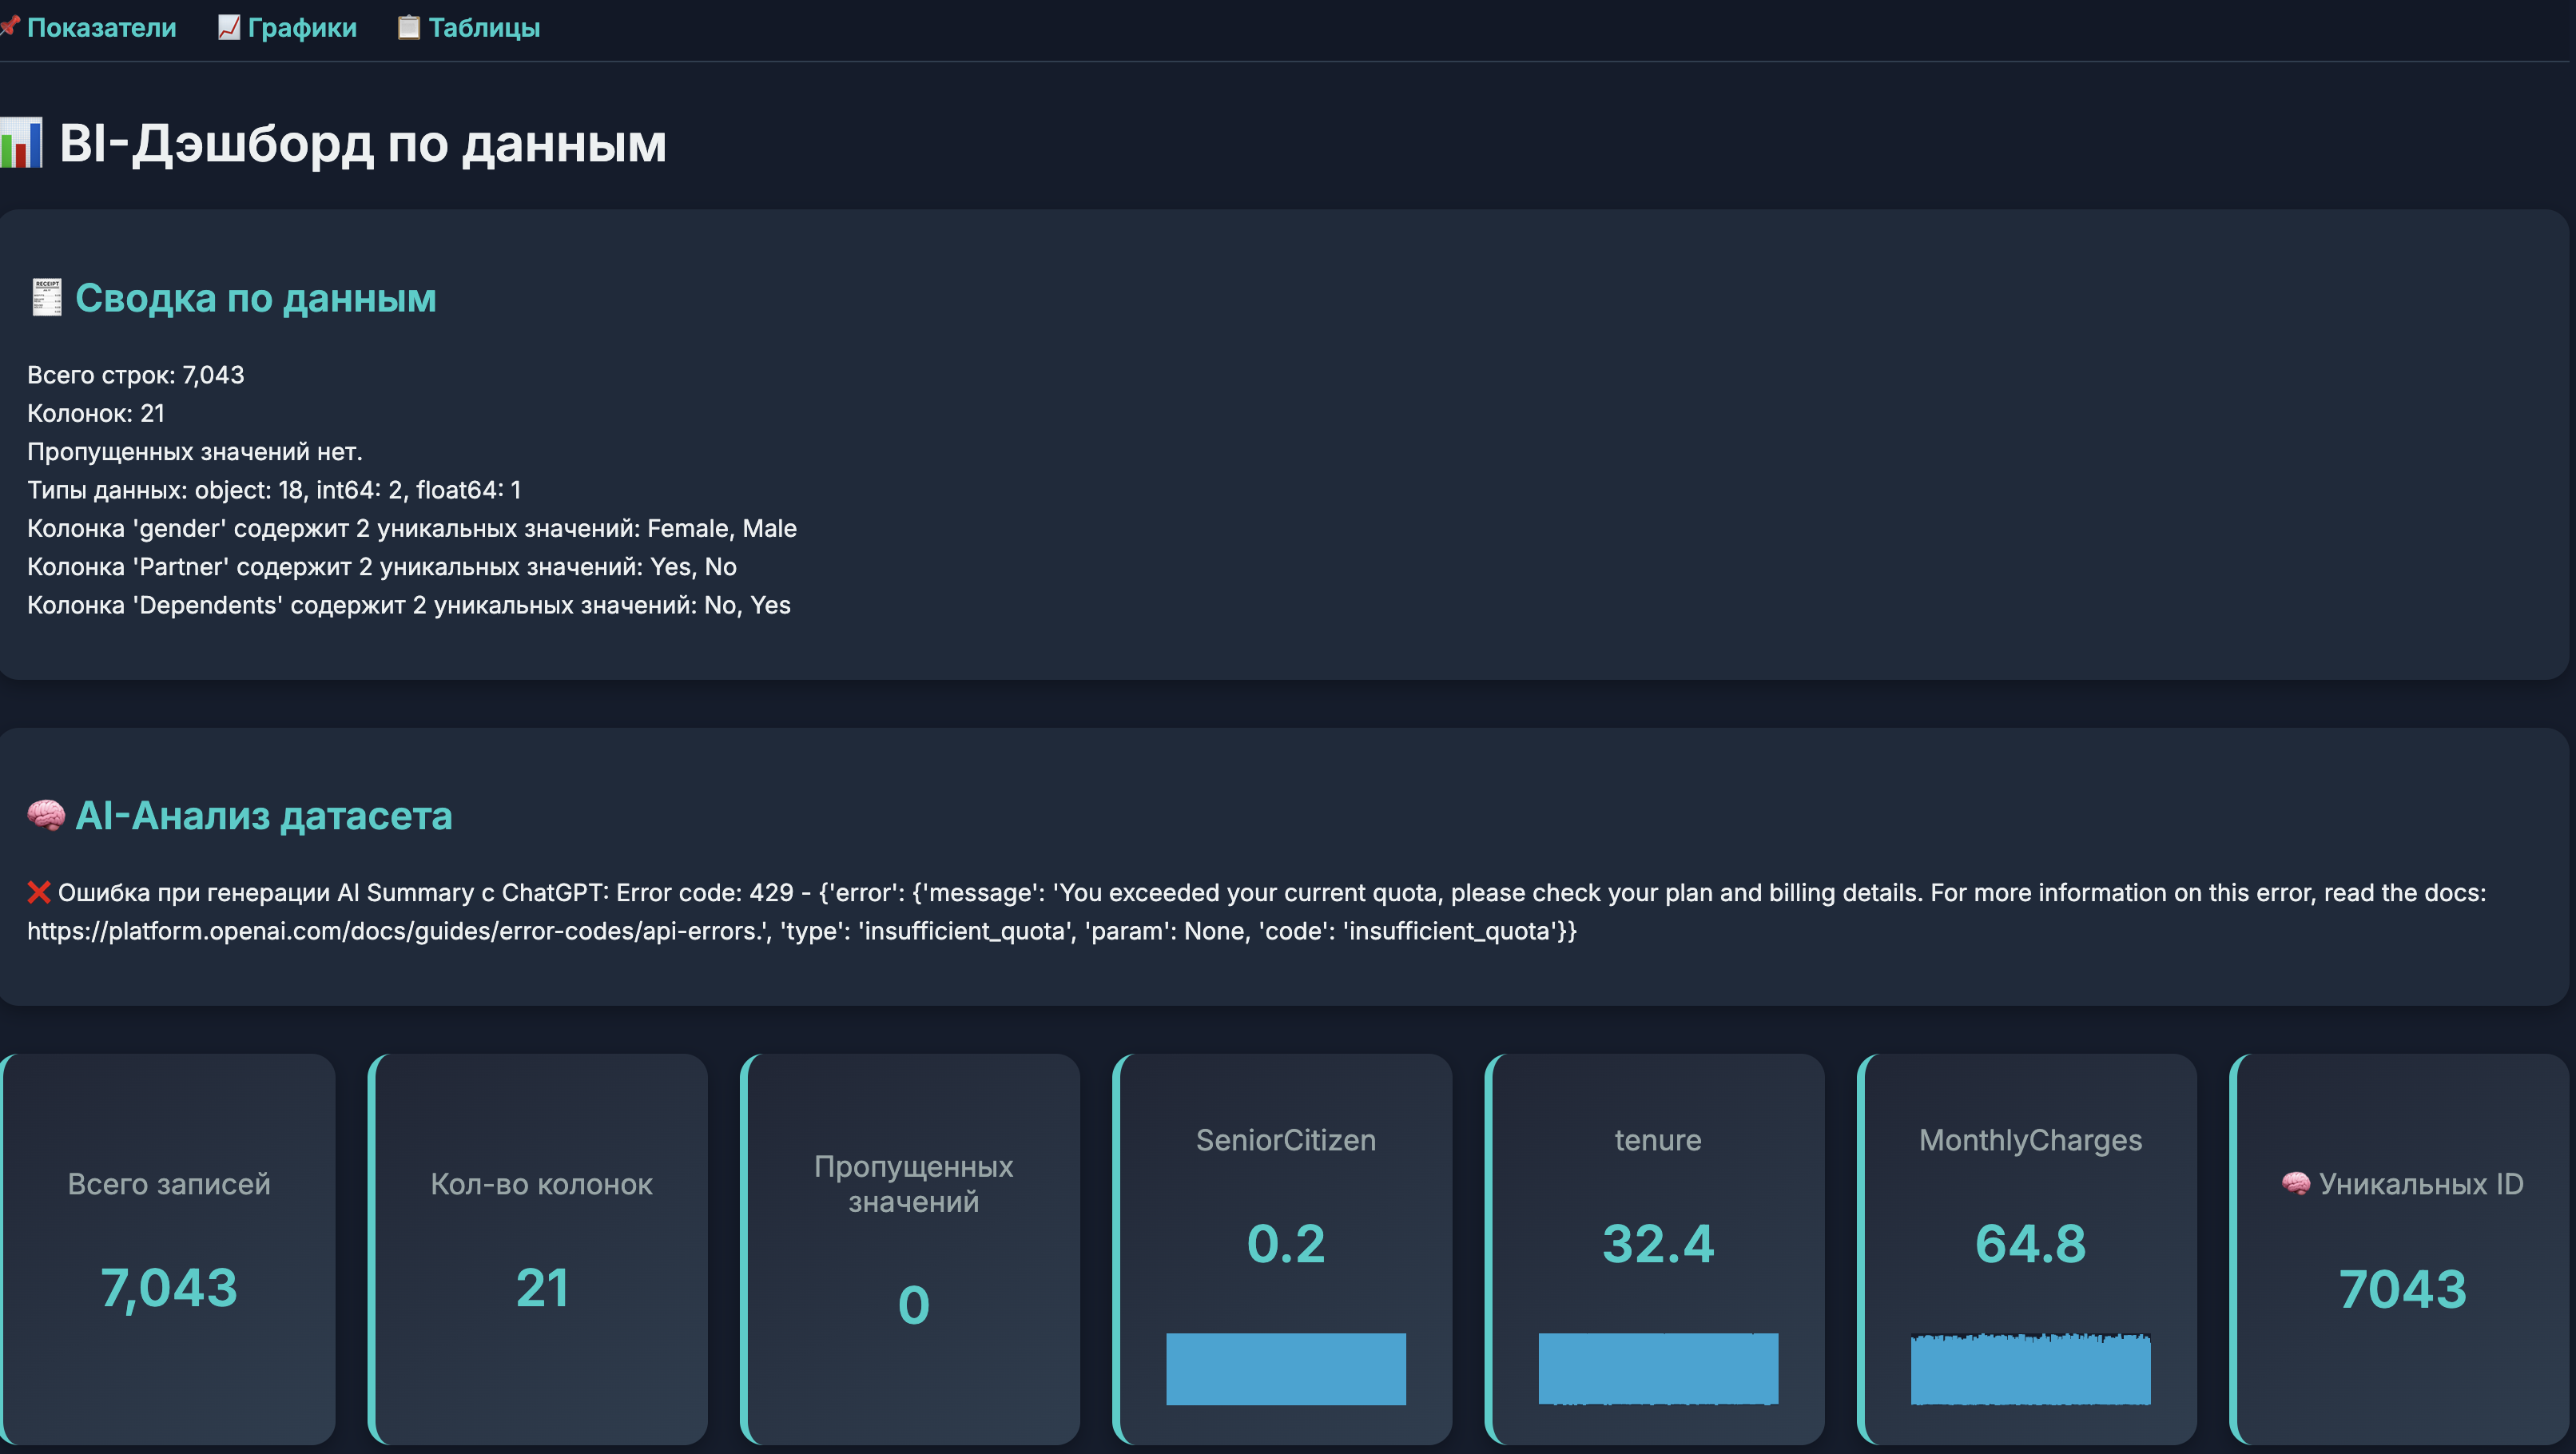 Показатели
Графики
Таблицы
BI-Дэшборд по данным
RECEIPT
Сводка по данным
Всего строк: 7,043
Колонок: 21
Пропущенных значений нет.
Типы данных: object: 18, int64: 2, float64: 1
Колонка 'gender' содержит 2 уникальных значений: Female, Male
Колонка 'Partner' содержит 2 уникальных значений: Yes, No
Колонка 'Dependents' содержит 2 уникальных значений: No, Yes
AI-Анализ датасета
Ошибка при генерации AI Summary с ChatGPT: Error code: 429 - {'error': {'message': 'You exceeded your current quota, please check your plan and billing details. For more information on this error, read the docs:
https://platform.openai.com/docs/guides/error-codes/api-errors.', 'type': 'insufficient_quota', 'param': None, 'code': 'insufficient_quota'}}
Всего записей
7,043
Кол-во колонок
21
Пропущенных
значений
0
SeniorCitizen
0.2
tenure
32.4
MonthlyCharges
64.8
Уникальных ID
7043